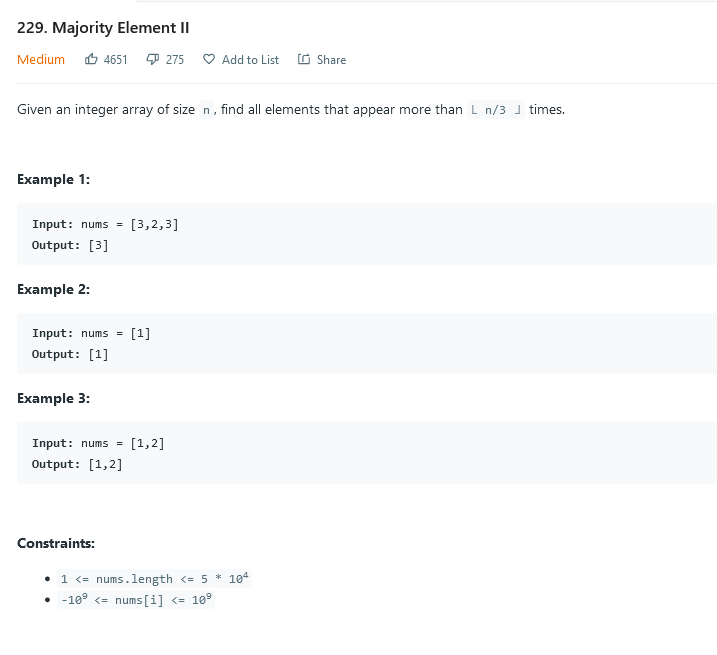 229. Majority Element II
Medium 4651 275 Add to List Share
Given an integer array of size n, find all elements that appear more than ⌊ n/3 ⌋ times.
Example 1:
Input: nums = [3,2,3]
Output: [3]
Example 2:
Input: nums = [1]
Output: [1]
Example 3:
Input: nums = [1,2]
Output: [1,2]
Constraints:
• 1 <= nums.length <= 5 * 10⁴
• -10⁹ <= nums[i] <= 10⁹